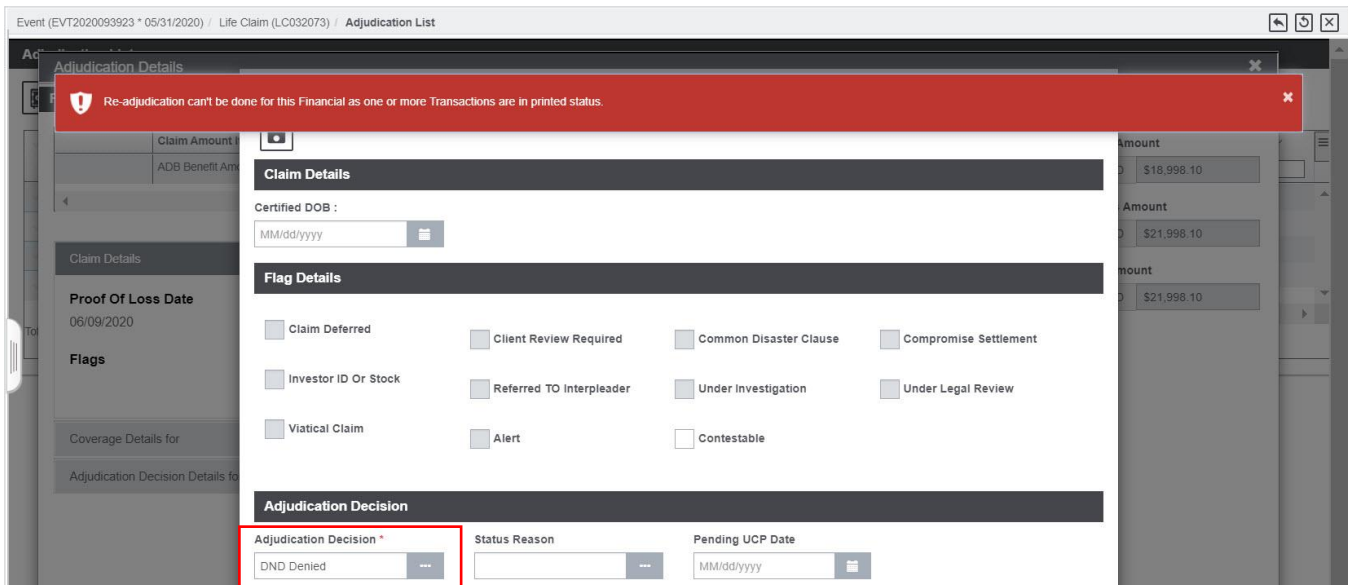 Event (EVT2020093923 * 05/31/2020) / Life Claim (LC032073) / Adjudication List
Adjudication Details
Re-adjudication can't be done for this Financial as one or more Transactions are in printed status.
Claim Amount
ADB Benefit
Amount
$18,998.10
Amount
$21,998.10
$21,998.10
Claim Details
Proof Of Loss Date
06/09/2020
Flags
Coverage Details for
Adjudication Decision Details
Claim Details
Certified DOB :
MM/dd/yyyy
Flag Details
Claim Deferred
Client Review Required
Common Disaster Clause
Compromise Settlement
Investor ID Or Stock
Referred TO Interpleader
Under Investigation
Under Legal Review
Viatical Claim
Alert
Contestable
Adjudication Decision
Adjudication Decision * Status Reason Pending UCP Date
DND Denied MM/dd/yyyy